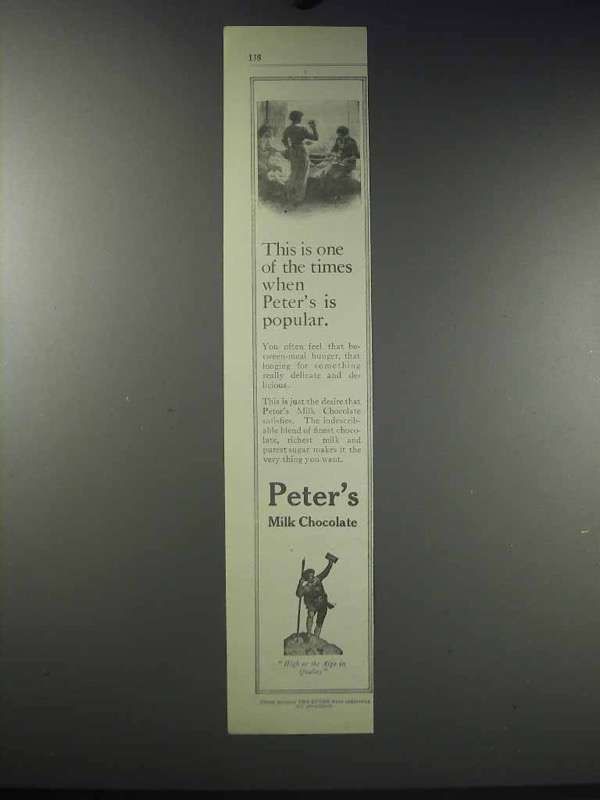 138
This is one
of the times
when
Peter's is
popular.
You often feel that be-
tween-meal hunger, that
longing for something
really delicate and de-
licious.
This is just the desire that
Peter's Milk Chocolate
satisfies. The indescrib-
able blend of finest choco-
late, richest milk and
purest sugar makes it the
very thing you want.
Peter's
Milk Chocolate
"High as the Alps in
Quality"